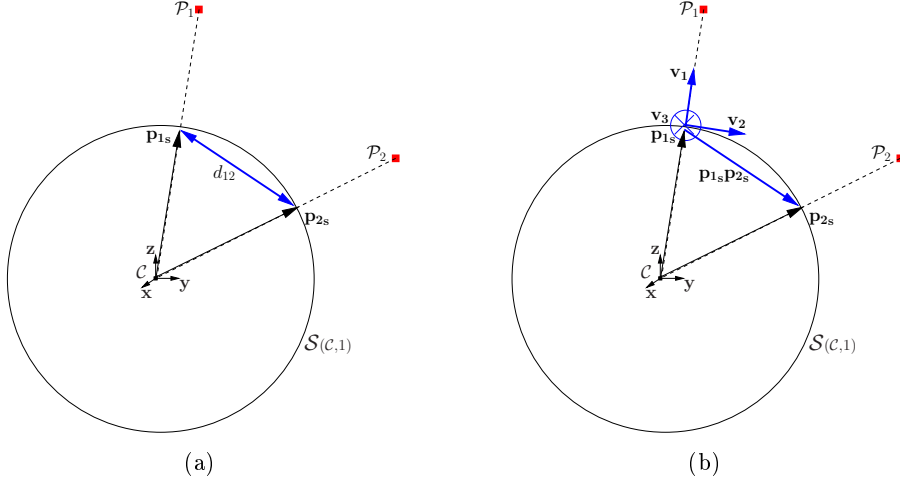 𝒫₁
p₁ₛ
d₁₂
𝒫₂
p₂ₛ
z
𝒞
y
x
𝒮(𝒞,1)
(a)
𝒫₁
v₁
v₃
v₂
p₁ₛ
𝒫₂
p₁ₛp₂ₛ
p₂ₛ
z
𝒞
y
x
𝒮(𝒞,1)
(b)